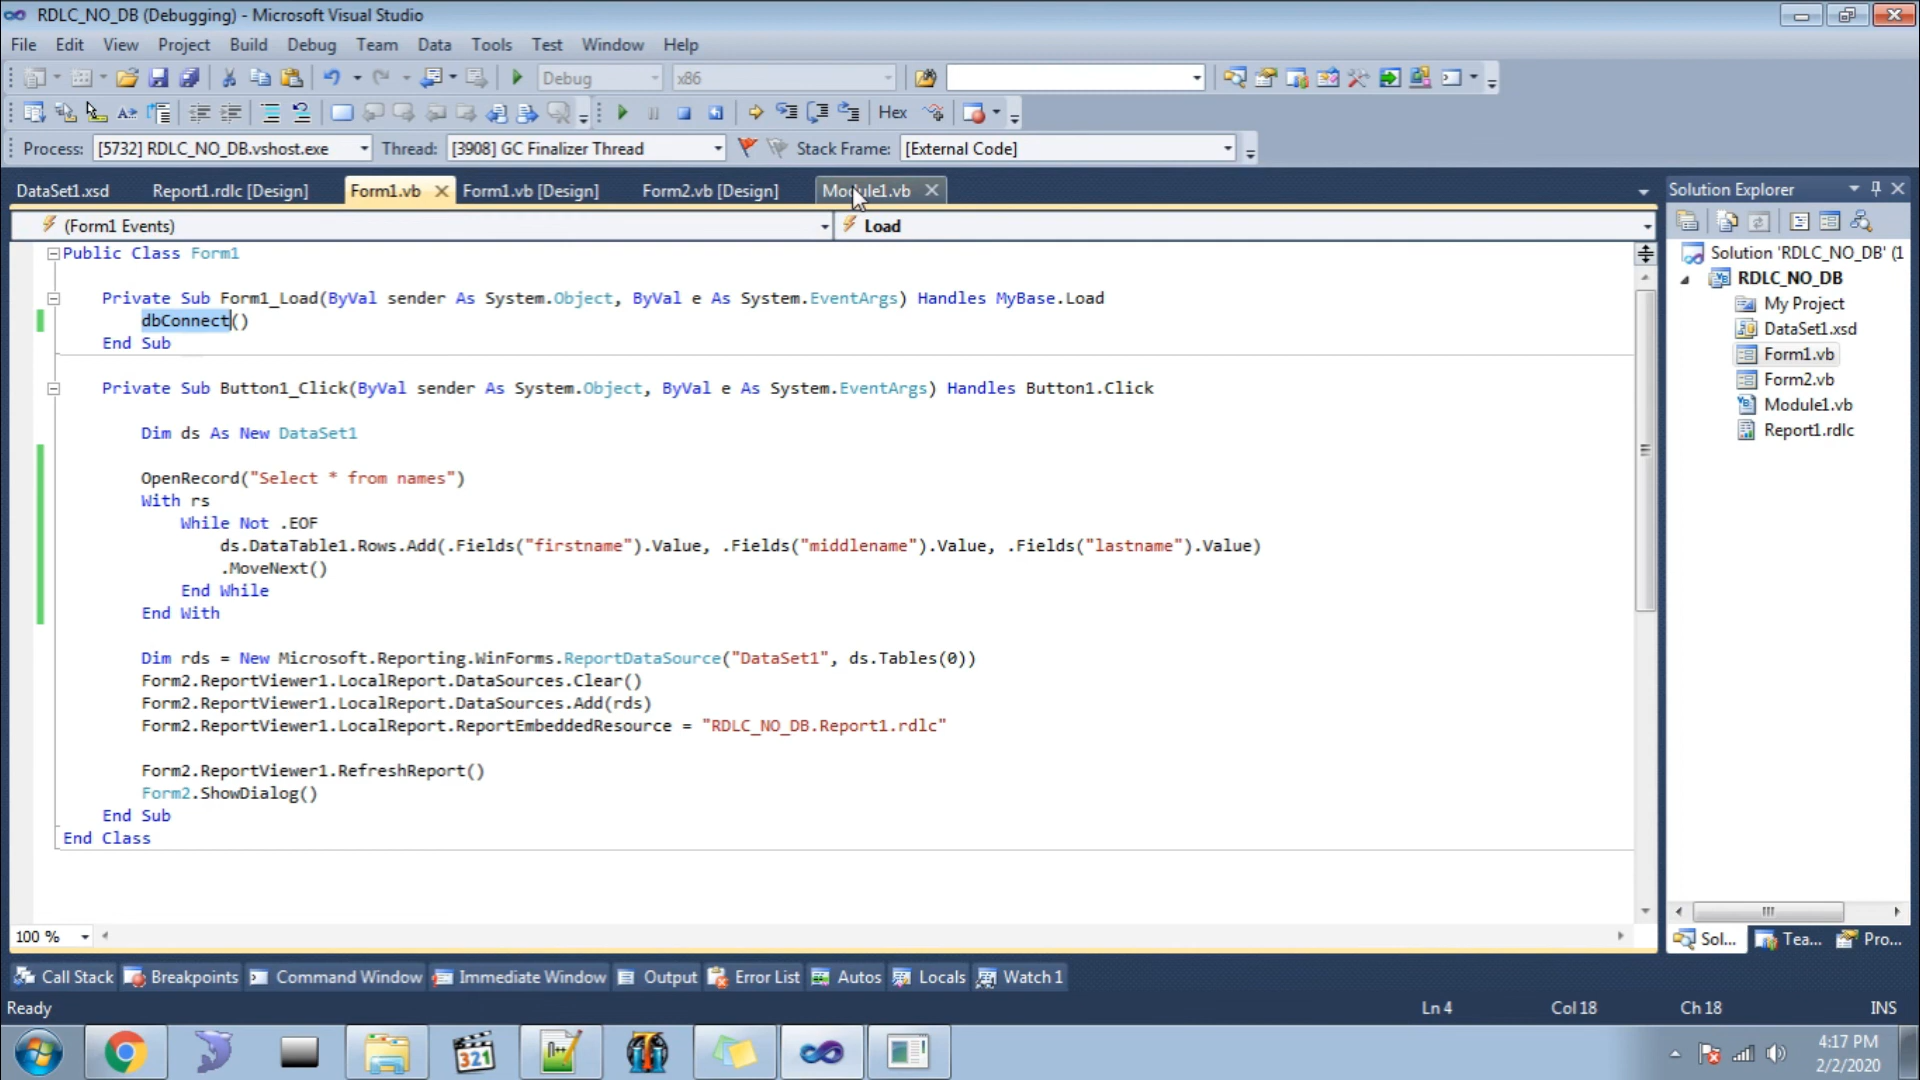 RDLC_NO_DB (Debugging) - Microsoft Visual Studio
File Edit View Project Build Debug Team Data Tools Test Window Help
Debug x86
Hex
Process: [5732] RDLC_NO_DB.vshost.exe Thread: [3908] GC Finalizer Thread Stack Frame: [External Code]
DataSet1.xsd Report1.rdlc [Design] Form1.vb Form1.vb [Design] Form2.vb [Design] Module1.vb
(Form1 Events) Load
Public Class Form1
Private Sub Form1_Load(ByVal sender As System.Object, ByVal e As System.EventArgs) Handles MyBase.Load
dbConnect()
End Sub
Private Sub Button1_Click(ByVal sender As System.Object, ByVal e As System.EventArgs) Handles Button1.Click
Dim ds As New DataSet1
OpenRecord("Select * from names")
With rs
While Not .EOF
ds.DataTable1.Rows.Add(.Fields("firstname").Value, .Fields("middlename").Value, .Fields("lastname").Value)
.MoveNext()
End While
End With
Dim rds = New Microsoft.Reporting.WinForms.ReportDataSource("DataSet1", ds.Tables(0))
Form2.ReportViewer1.LocalReport.DataSources.Clear()
Form2.ReportViewer1.LocalReport.DataSources.Add(rds)
Form2.ReportViewer1.LocalReport.ReportEmbeddedResource = "RDLC_NO_DB.Report1.rdlc"
Form2.ReportViewer1.RefreshReport()
Form2.ShowDialog()
End Sub
End Class
100 %
Solution Explorer
Solution 'RDLC_NO_DB' (1
RDLC_NO_DB
My Project
DataSet1.xsd
Form1.vb
Form2.vb
Module1.vb
Report1.rdlc
Sol... Tea... Pro...
Call Stack Breakpoints Command Window Immediate Window Output Error List Autos Locals Watch 1
Ready Ln 4 Col 18 Ch 18 INS
321
4:17 PM
2/2/2020